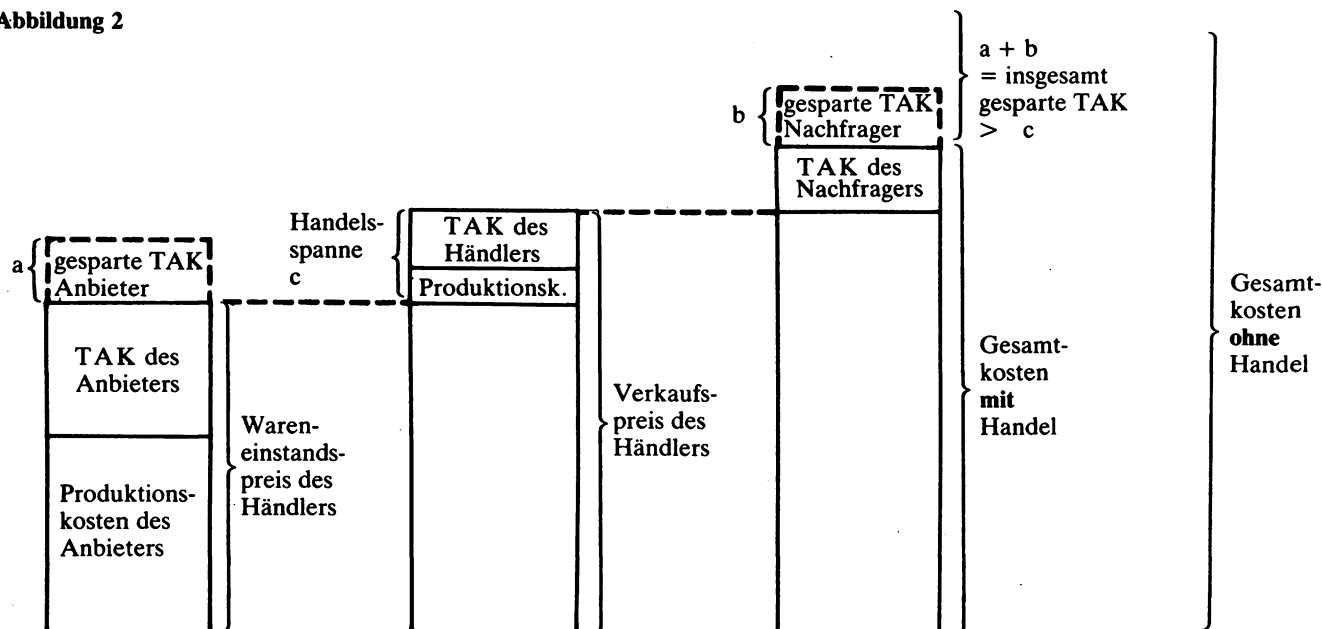 Abbildung 2
a
gesparte TAK
Anbieter
TAK des
Anbieters
Produktions-
kosten des
Anbieters
Waren-
einstands-
preis des
Händlers
Handels-
spanne
c
TAK des
Händlers
Produktionsk.
Verkaufs-
preis des
Händlers
b
gesparte TAK
Nachfrager
TAK des
Nachfragers
a + b
= insgesamt
gesparte TAK
> c
Gesamt-
kosten
mit
Handel
Gesamt-
kosten
ohne
Handel